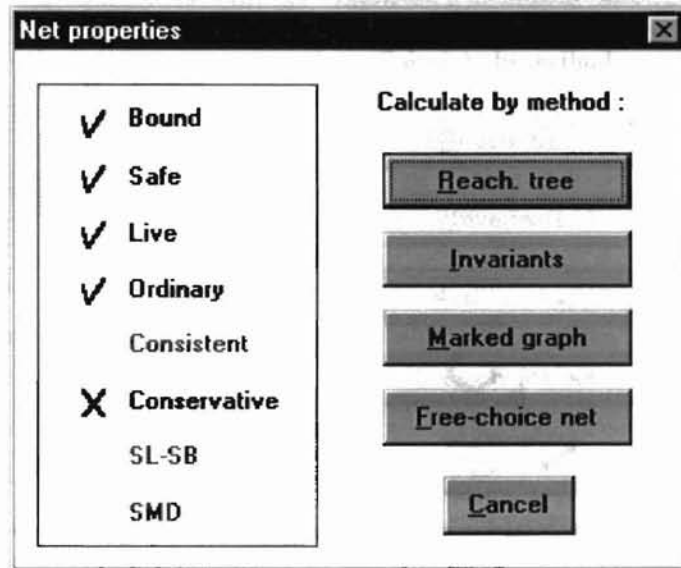 Net properties
Bound
Safe
Live
Ordinary
Consistent
Conservative
SL-SB
SMD
Calculate by method :
Reach. tree
Invariants
Marked graph
Free-choice net
Cancel